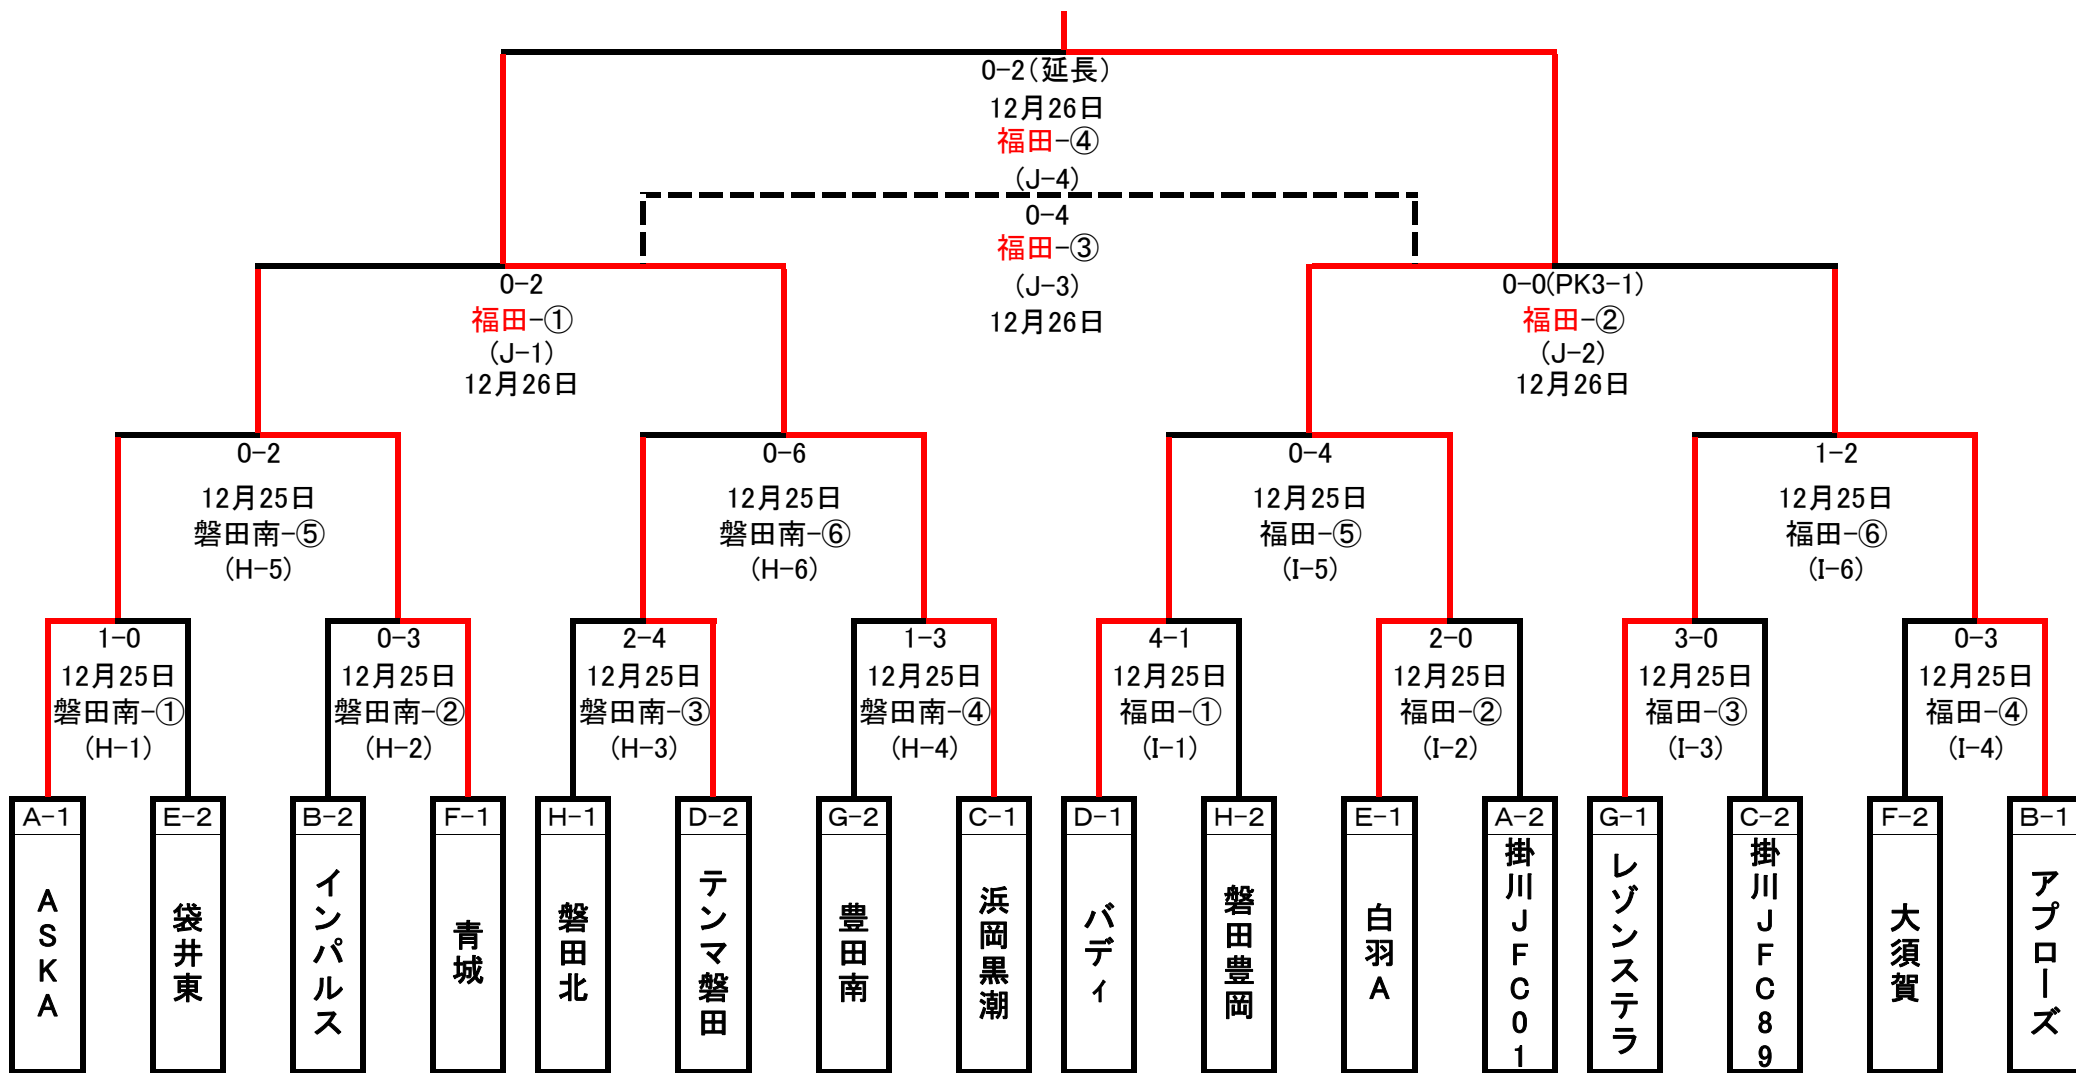 0-2(延長)
12月26日
福田-④
(J-4)
0-4
福田-③
(J-3)
12月26日
0-2
福田-①
(J-1)
12月26日
0-0(PK3-1)
福田-②
(J-2)
12月26日
0-2
12月25日
磐田南-⑤
(H-5)
0-6
12月25日
磐田南-⑥
(H-6)
0-4
12月25日
福田-⑤
(I-5)
1-2
12月25日
福田-⑥
(I-6)
1-0
12月25日
磐田南-①
(H-1)
0-3
12月25日
磐田南-②
(H-2)
2-4
12月25日
磐田南-③
(H-3)
1-3
12月25日
磐田南-④
(H-4)
4-1
12月25日
福田-①
(I-1)
2-0
12月25日
福田-②
(I-2)
3-0
12月25日
福田-③
(I-3)
0-3
12月25日
福田-④
(I-4)
A-1
ASKA
E-2
袋井東
B-2
インパルス
F-1
青城
H-1
磐田北
D-2
テンマ磐田
G-2
豊田南
C-1
浜岡黒潮
D-1
バディ
H-2
磐田豊岡
E-1
白羽A
A-2
掛川JFC01
G-1
レゾンステラ
C-2
掛川JFC89
F-2
大須賀
B-1
アプローズ